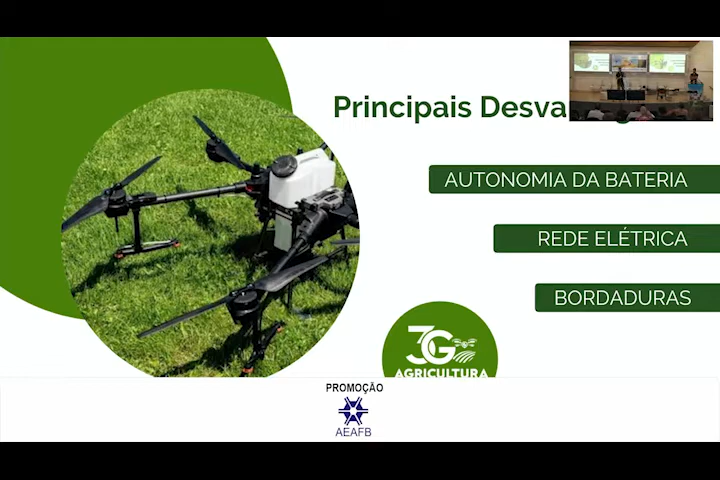 Principais Desva
AUTONOMIA DA BATERIA
REDE ELÉTRICA
BORDADURAS
3G
AGRICULTURA
PROMOÇÃO
AEAFB